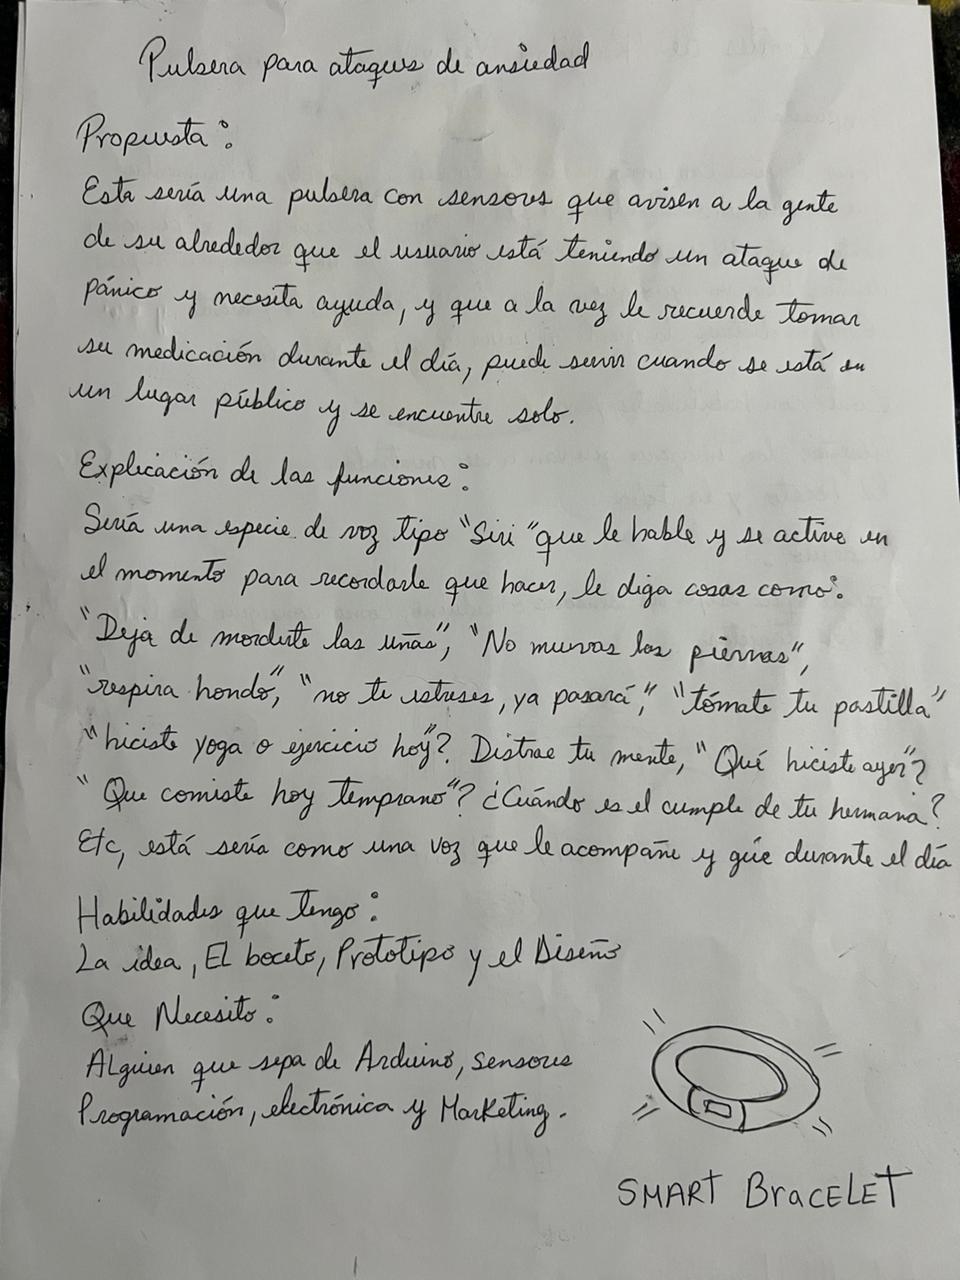 Pulsera para ataques de ansiedad
Propuesta:
Esta sería una pulsera con sensores que avisen a la gente
de su alrededor que el usuario está teniendo un ataque de
pánico y necesita ayuda, y que a la vez le recuerde tomar
su medicación durante el día, puede servir cuando se está en
un lugar público y se encuentre solo.
Explicación de las funciones:
Sería una especie de voz tipo "Siri" que le hable y se active en
el momento para recordarle que hacer, le diga cosas como:
"Deja de morderte las uñas", "No muevas las piernas",
"respira hondo", "no te estreses, ya pasará", "tómate tu pastilla"
"hiciste yoga o ejercicio hoy"? Distrae tu mente, "Qué hiciste ayer"?
"Que comiste hoy temprano"? ¿Cuándo es el cumple de tu hermana?
Etc, está sería como una voz que le acompañe y gúie durante el día
Habilidades que tengo:
La idea, El boceto, Prototipo y el Diseño
Que Necesito:
Alguien que sepa de Arduino, sensores
Programación, electrónica y Marketing.
SMART BraceLET